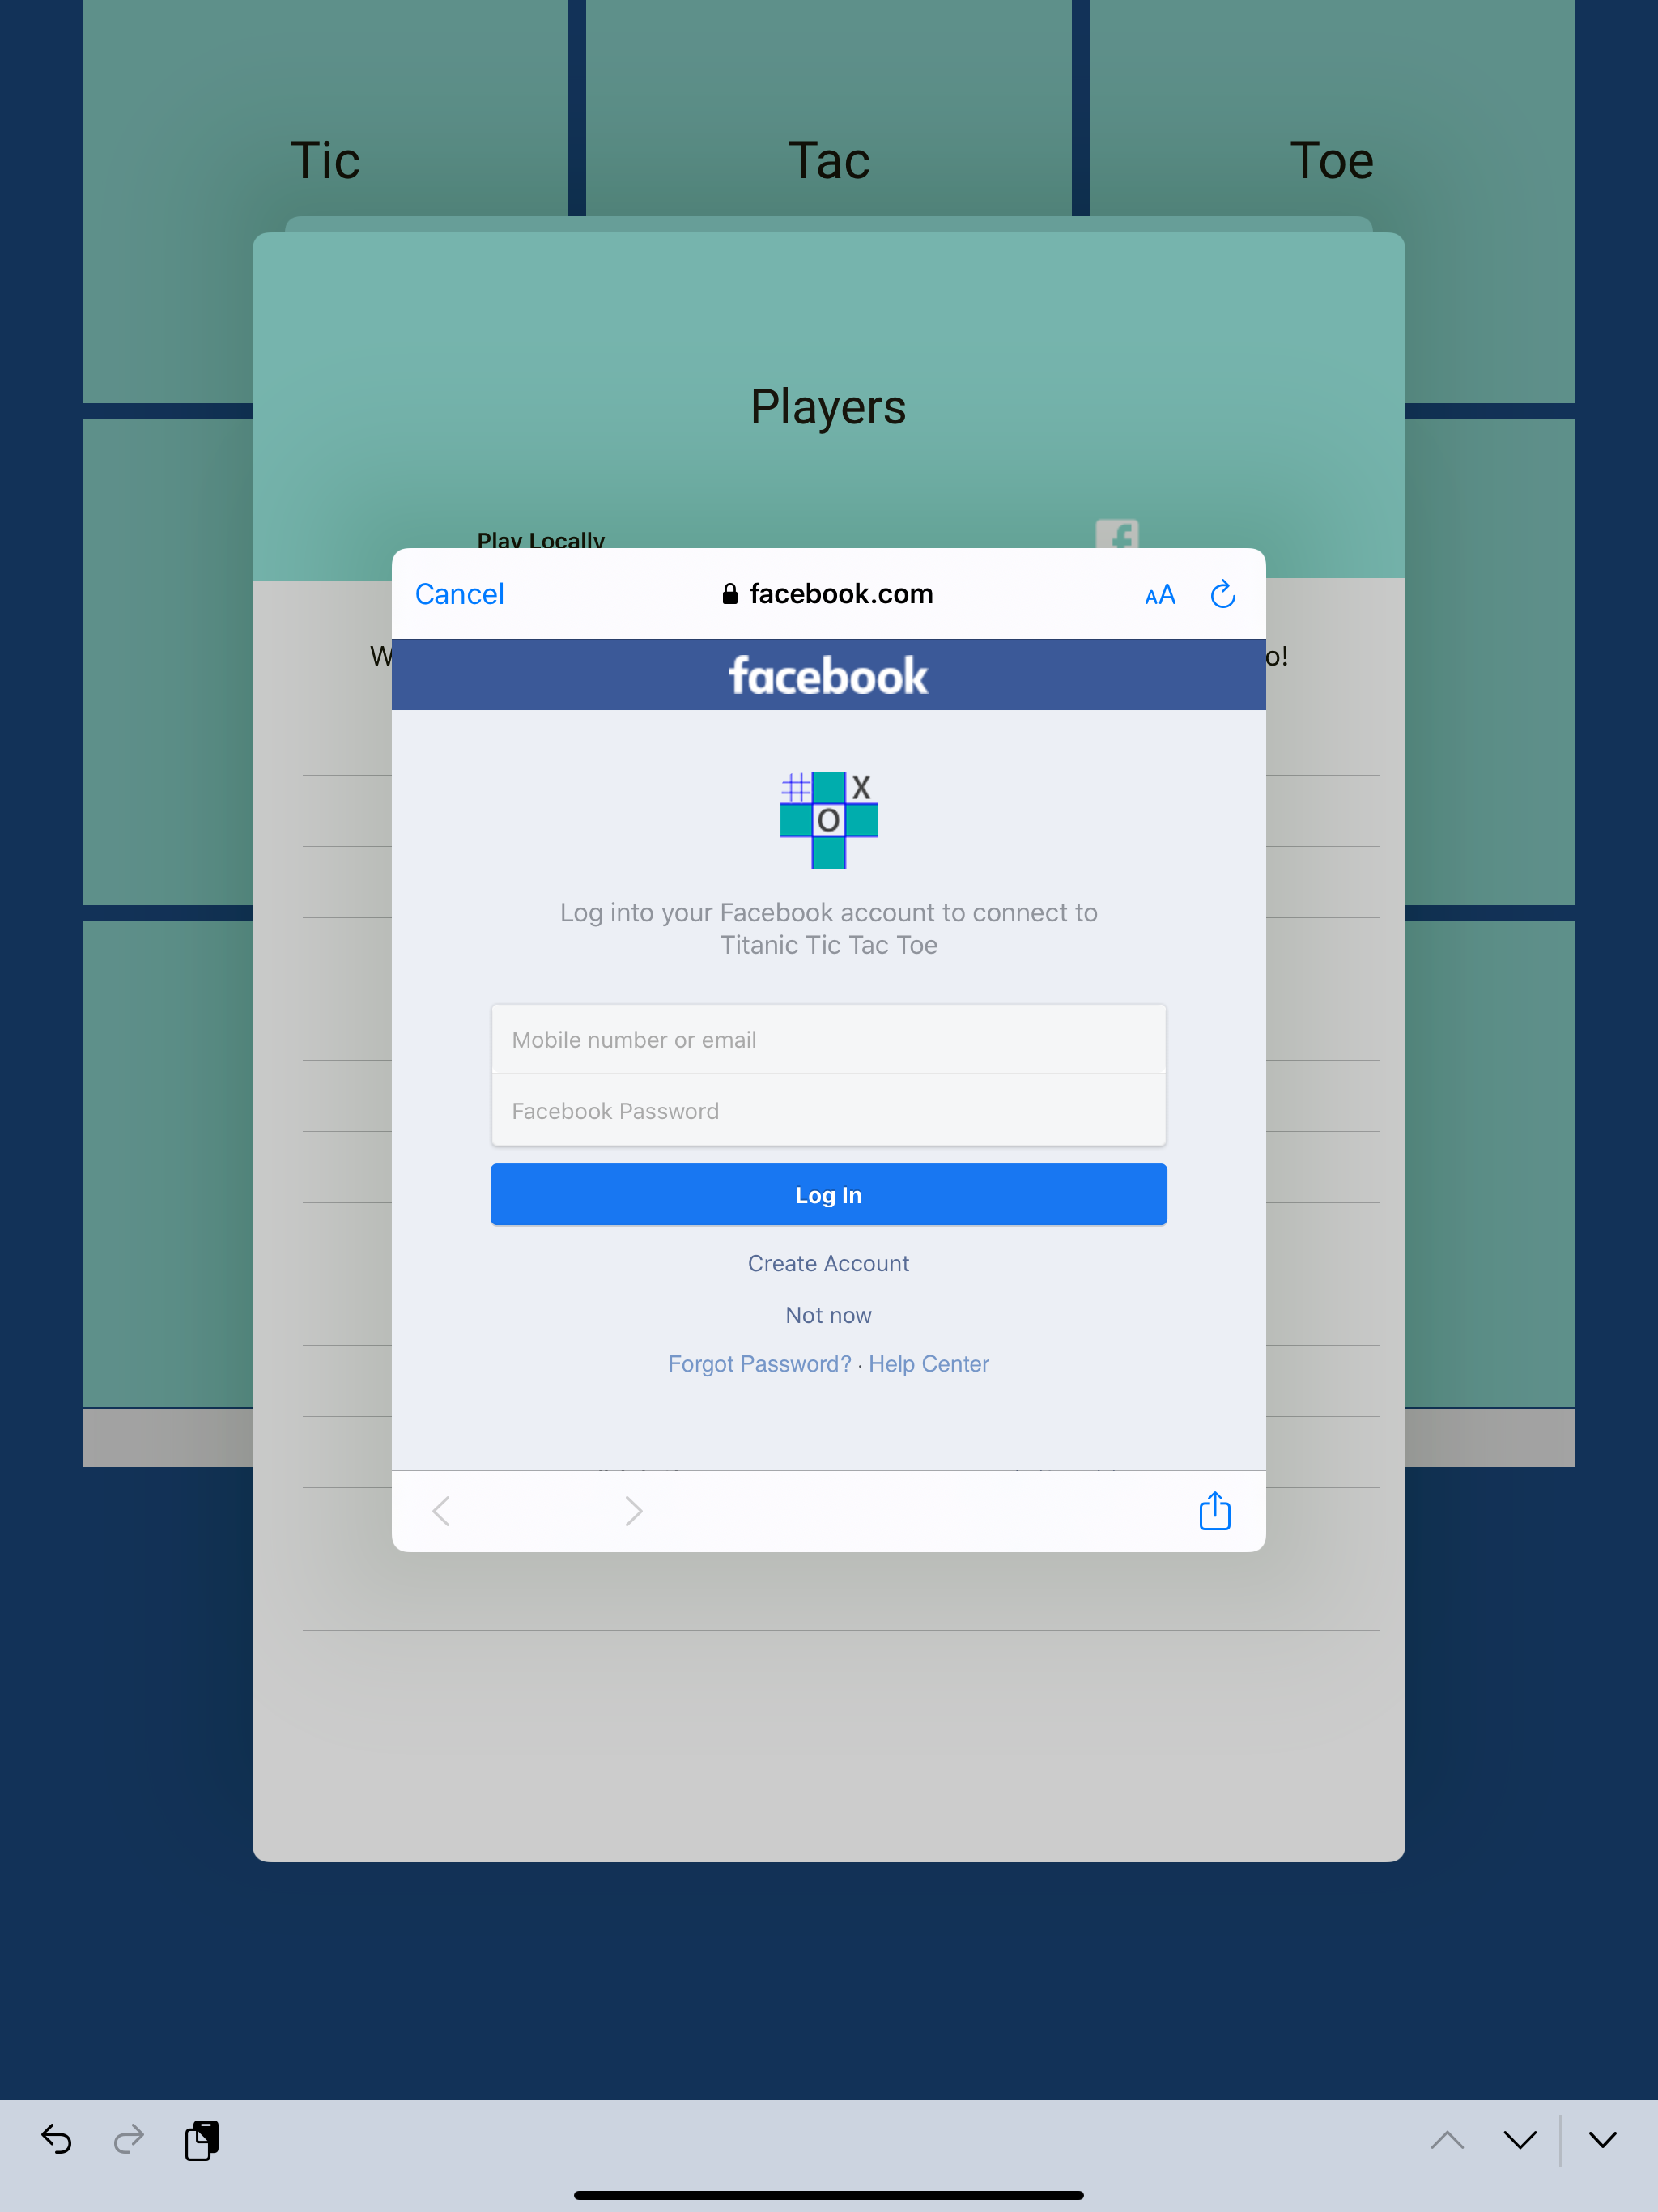 Tic Tac Toe
Players
Play Locally
Cancel
facebook.com
AA
W
o!
facebook
X
O
Log into your Facebook account to connect to
Titanic Tic Tac Toe
Mobile number or email
Facebook Password
Log In
Create Account
Not now
Forgot Password? · Help Center